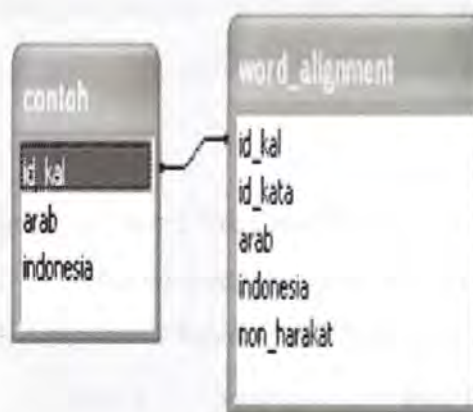 contoh
id_kal
arab
indonesia
word_alignment
id_kal
id_kata
arab
indonesia
non_harakat